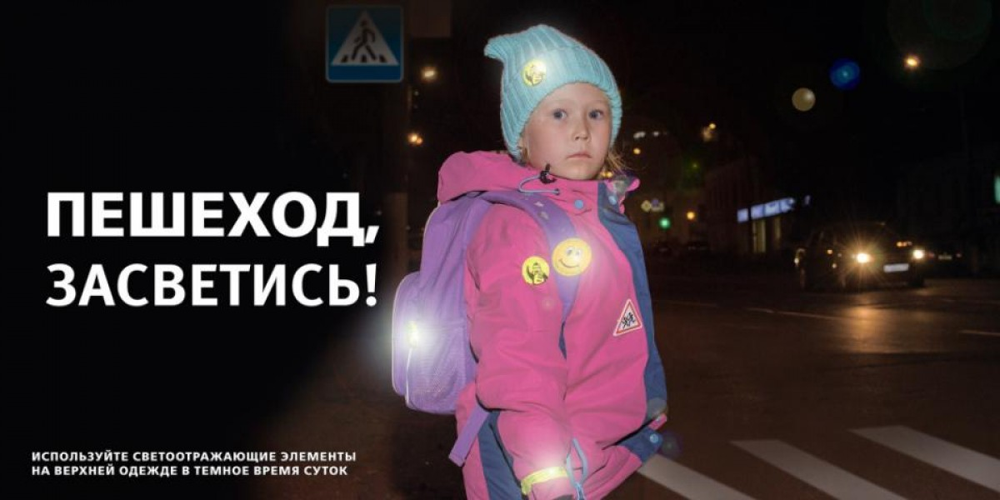 ПЕШЕХОД,
ЗАСВЕТИСЬ!
ИСПОЛЬЗУЙТЕ СВЕТООТРАЖАЮЩИЕ ЭЛЕМЕНТЫ
НА ВЕРХНЕЙ ОДЕЖДЕ В ТЕМНОЕ ВРЕМЯ СУТОК